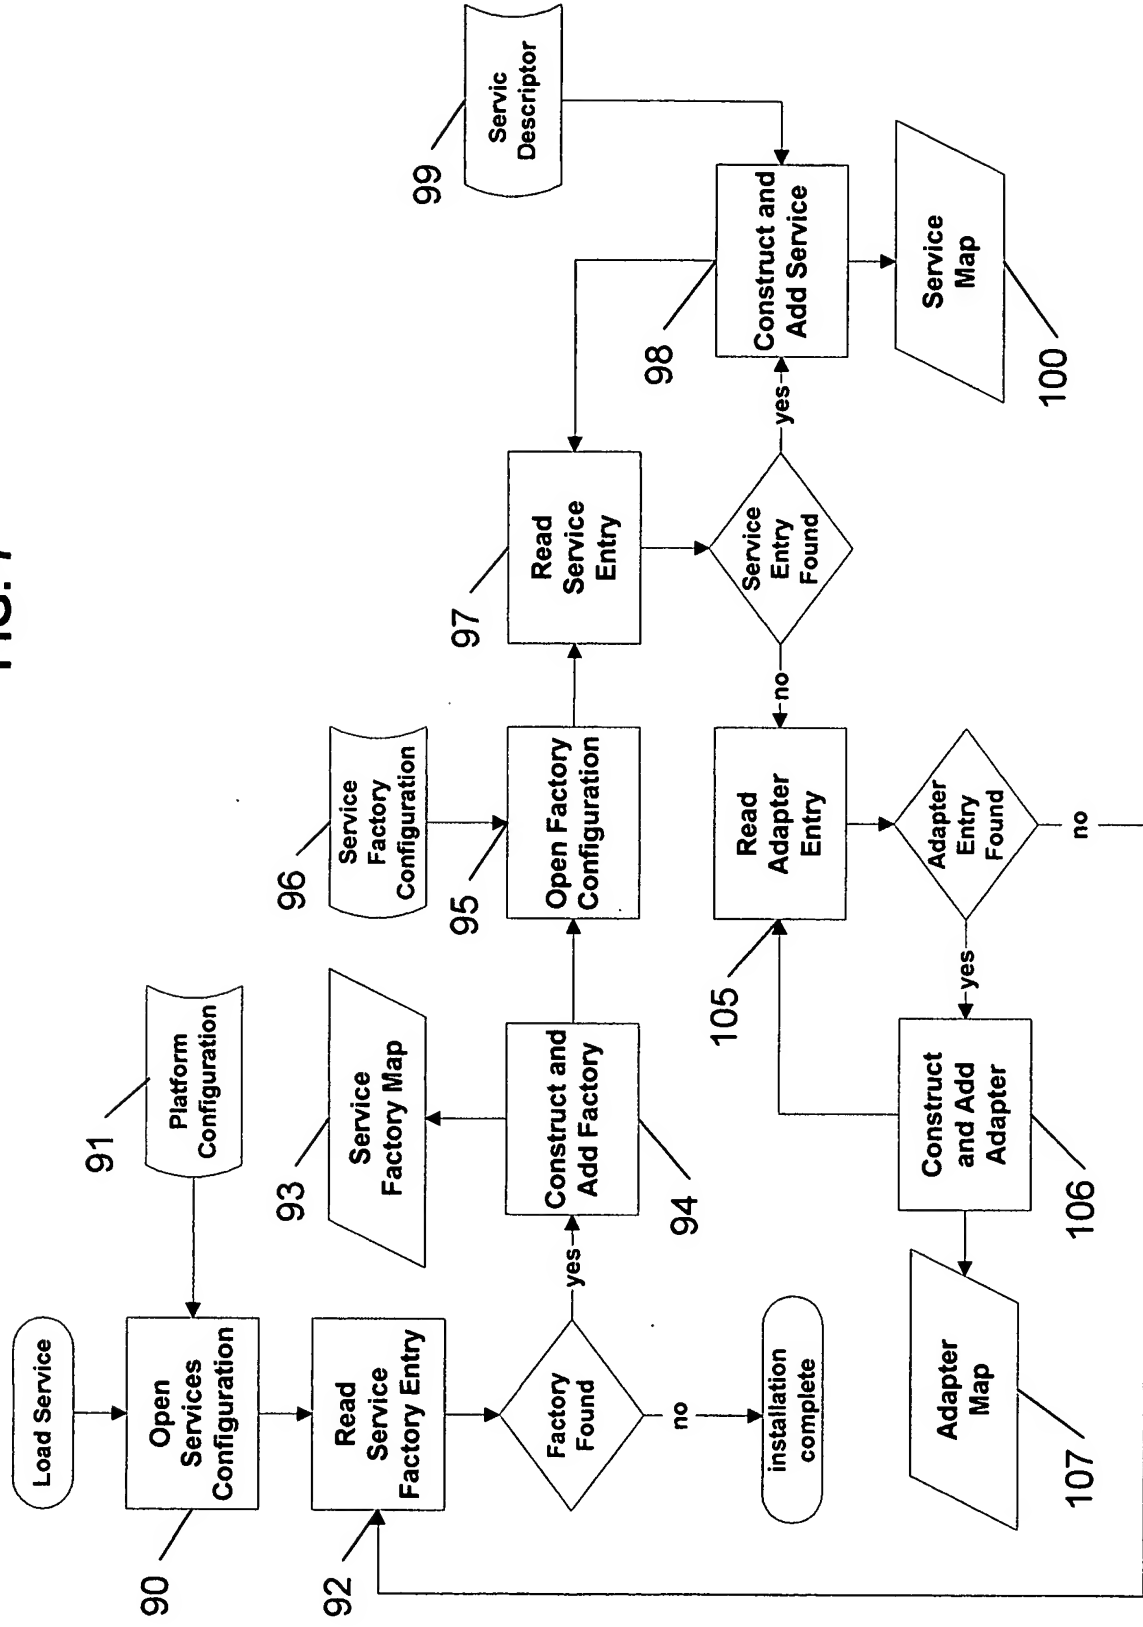 FIG. 7
Load Service
90
Open
Services
Configuration
91
Platform
Configuration
92
Read
Service
Factory Entry
Factory
Found
no
installation
complete
yes
93
Service
Factory Map
94
Construct and
Add Factory
95
Open Factory
Configuration
96
Service
Factory
Configuration
97
Read
Service
Entry
Service
Entry
Found
yes
98
Construct and
Add Service
99
Servic
Descriptor
100
Service
Map
no
105
Read
Adapter
Entry
Adapter
Entry
Found
no
yes
106
Construct
and Add
Adapter
107
Adapter
Map